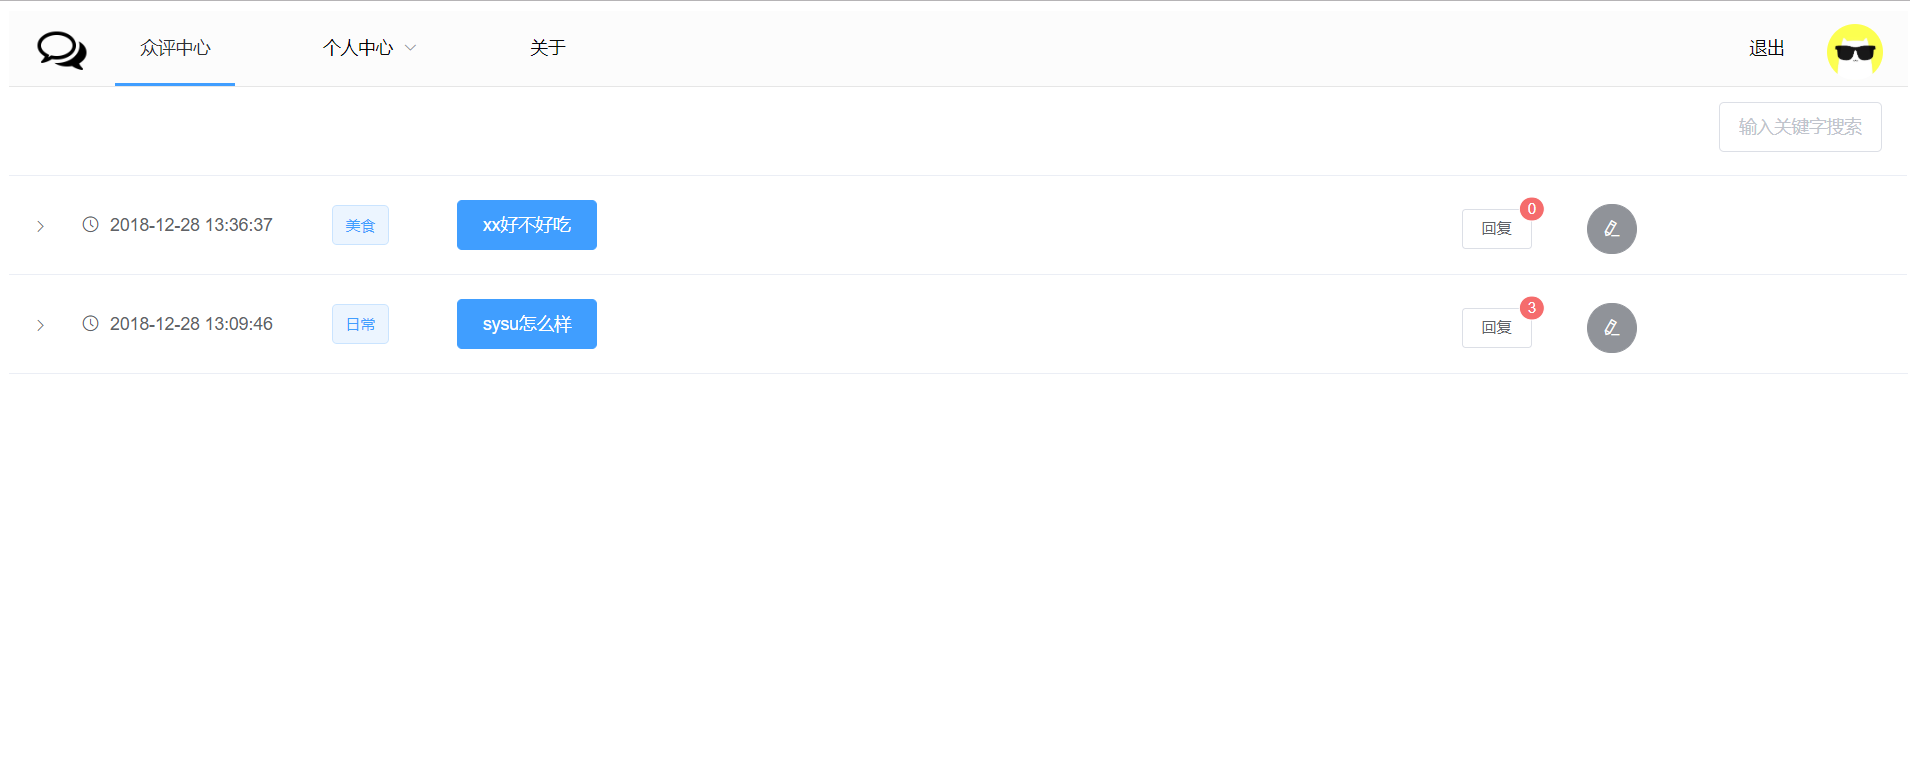 众评中心 个人中心 关于 退出
输入关键字搜索
2018-12-28 13:36:37 美食 xx好不好吃 回复 0
2018-12-28 13:09:46 日常 sysu怎么样 回复 3